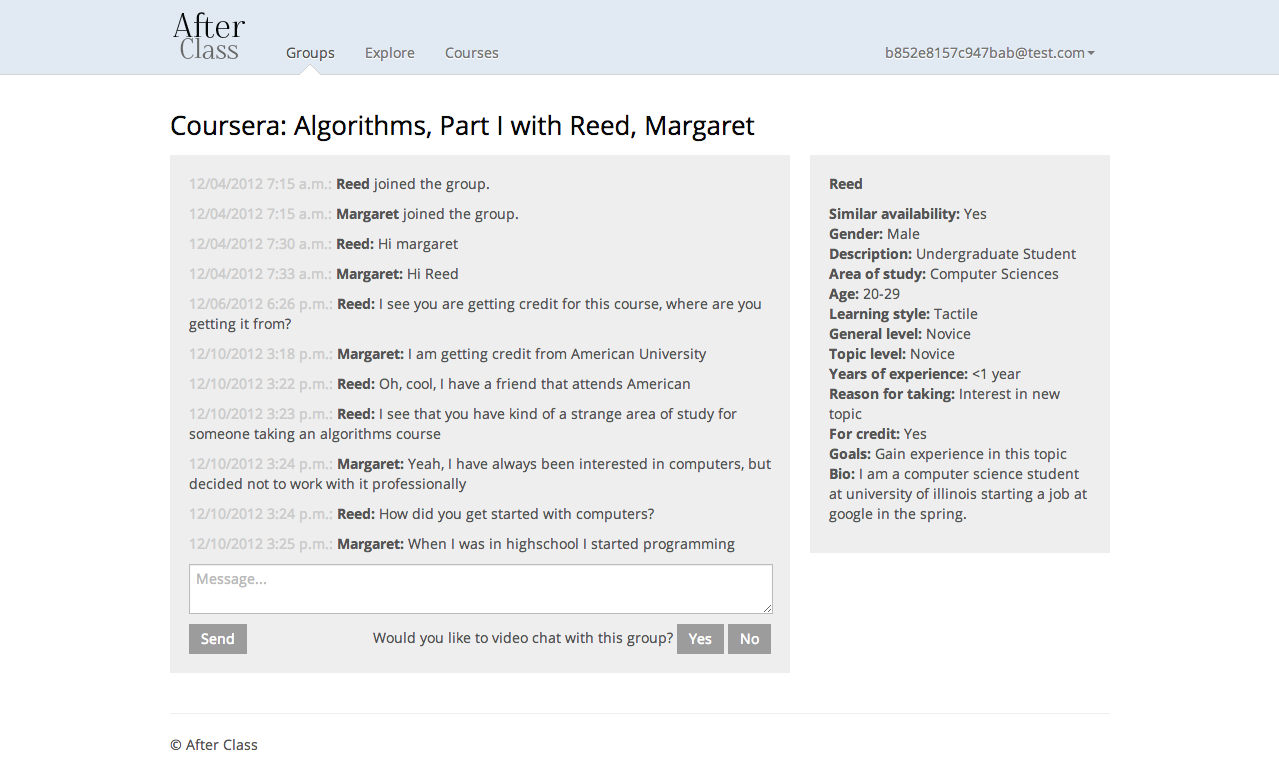 After
Class
Groups Explore Courses b852e8157c947bab@test.com
Coursera: Algorithms, Part I with Reed, Margaret
12/04/2012 7:15 a.m.: Reed joined the group.
12/04/2012 7:15 a.m.: Margaret joined the group.
12/04/2012 7:30 a.m.: Reed: Hi margaret
12/04/2012 7:33 a.m.: Margaret: Hi Reed
12/06/2012 6:26 p.m.: Reed: I see you are getting credit for this course, where are you
getting it from?
12/10/2012 3:18 p.m.: Margaret: I am getting credit from American University
12/10/2012 3:22 p.m.: Reed: Oh, cool, I have a friend that attends American
12/10/2012 3:23 p.m.: Reed: I see that you have kind of a strange area of study for
someone taking an algorithms course
12/10/2012 3:24 p.m.: Margaret: Yeah, I have always been interested in computers, but
decided not to work with it professionally
12/10/2012 3:24 p.m.: Reed: How did you get started with computers?
12/10/2012 3:25 p.m.: Margaret: When I was in highschool I started programming
Message...
Send Would you like to video chat with this group? Yes No
Reed
Similar availability: Yes
Gender: Male
Description: Undergraduate Student
Area of study: Computer Sciences
Age: 20-29
Learning style: Tactile
General level: Novice
Topic level: Novice
Years of experience: <1 year
Reason for taking: Interest in new
topic
For credit: Yes
Goals: Gain experience in this topic
Bio: I am a computer science student
at university of illinois starting a job at
google in the spring.
© After Class